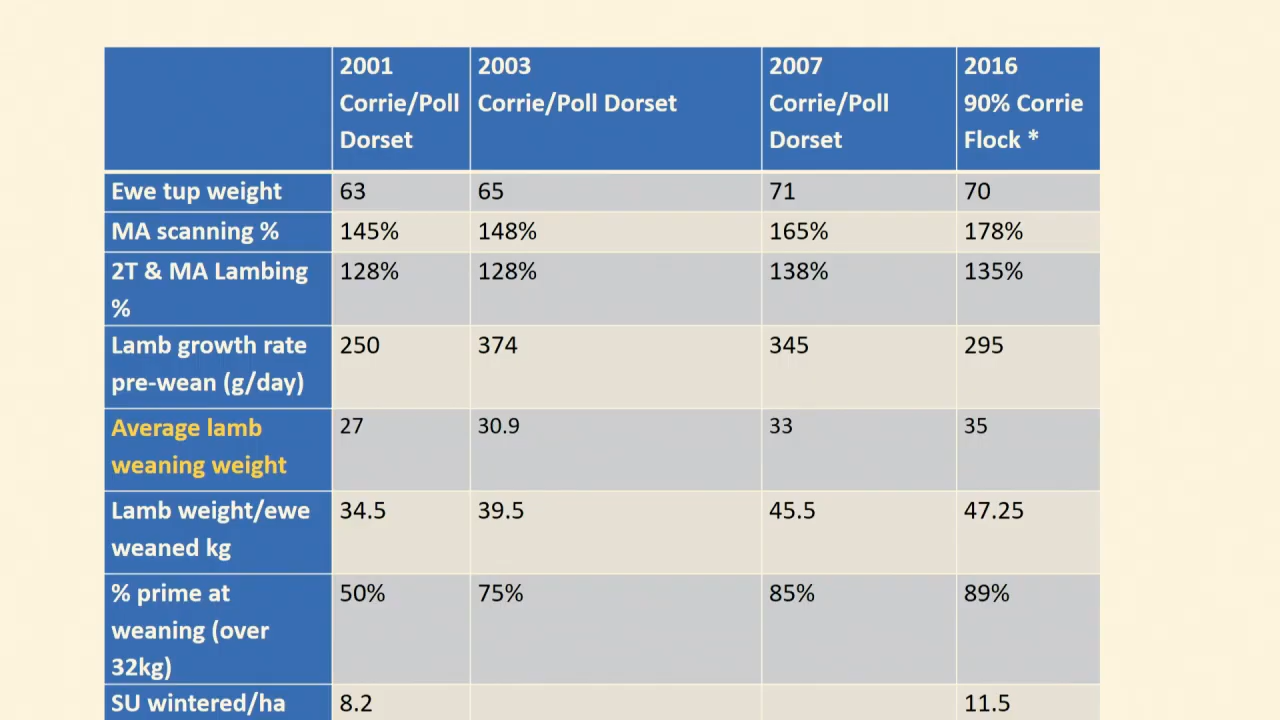 2001 2003 2007 2016
Corrie/Poll Corrie/Poll Dorset Corrie/Poll 90% Corrie
Dorset Dorset Flock *
Ewe tup weight 63 65 71 70
MA scanning % 145% 148% 165% 178%
2T & MA Lambing 128% 128% 138% 135%
%
Lamb growth rate 250 374 345 295
pre-wean (g/day)
Average lamb 27 30.9 33 35
weaning weight
Lamb weight/ewe 34.5 39.5 45.5 47.25
weaned kg
% prime at 50% 75% 85% 89%
weaning (over
32kg)
SU wintered/ha 8.2 11.5